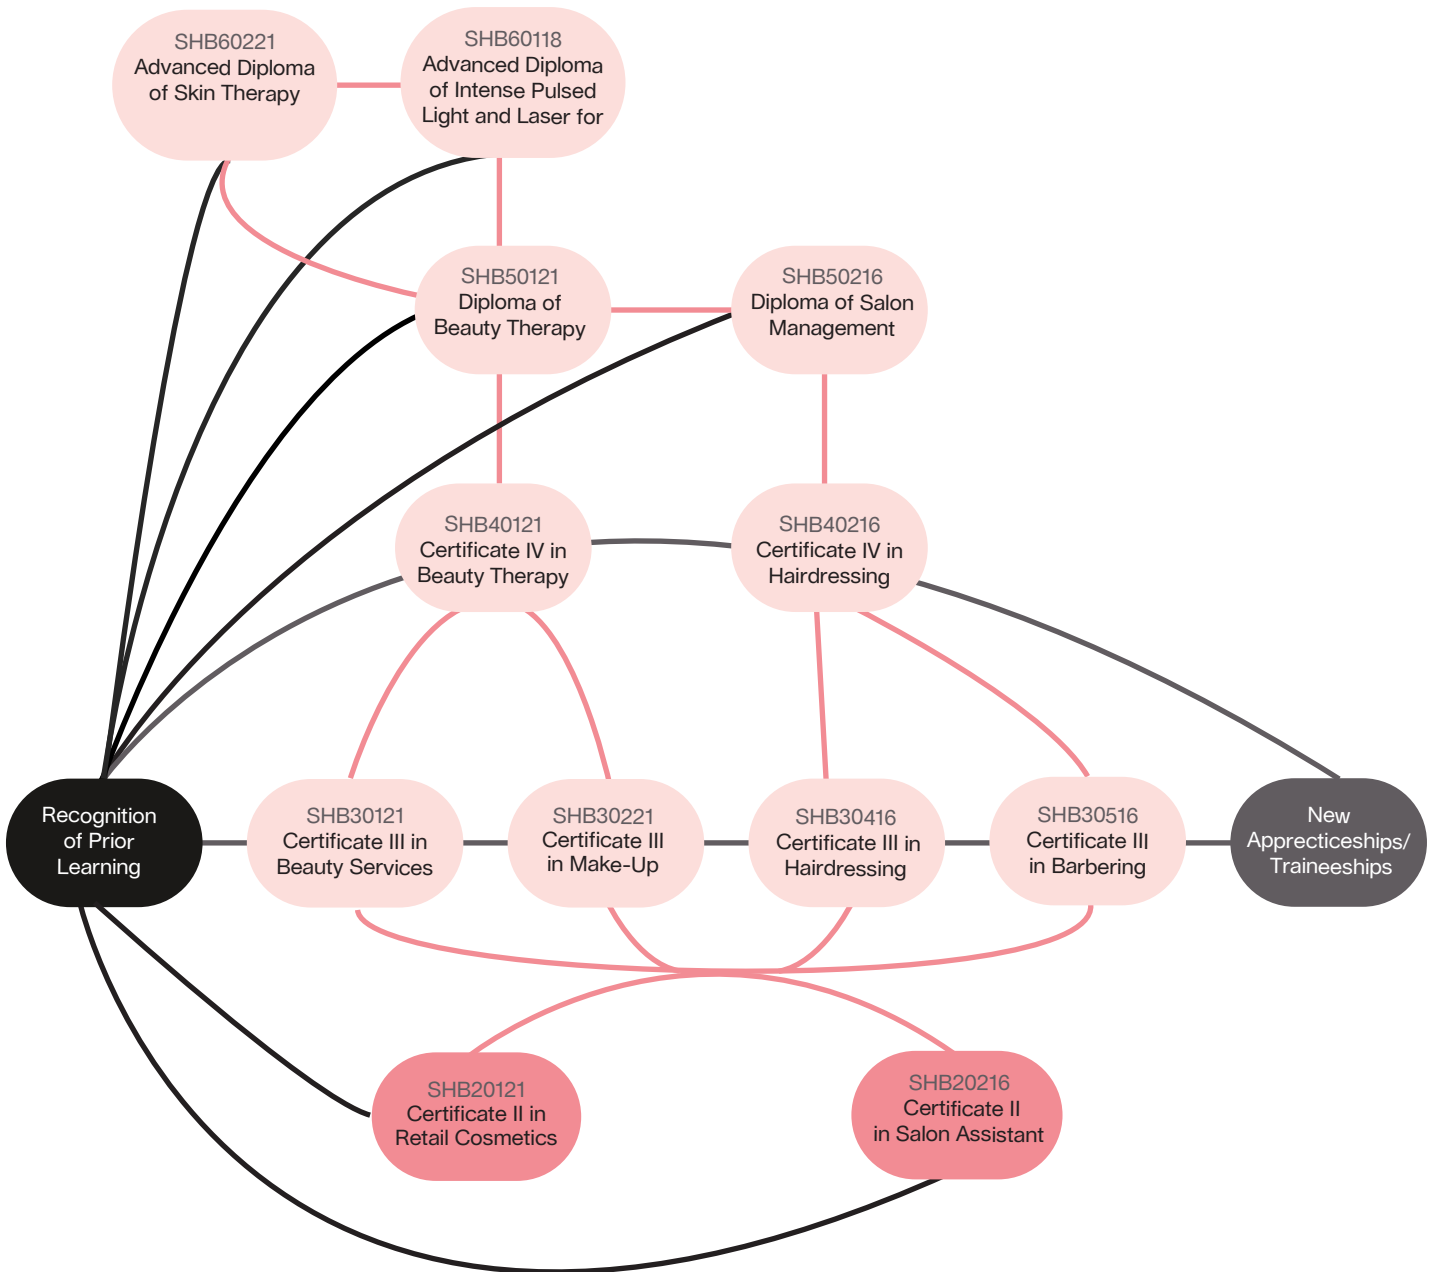 SHB60221
Advanced Diploma
of Skin Therapy
SHB60118
Advanced Diploma
of Intense Pulsed
Light and Laser for
SHB50121
Diploma of
Beauty Therapy
SHB50216
Diploma of Salon
Management
SHB40121
Certificate IV in
Beauty Therapy
SHB40216
Certificate IV in
Hairdressing
Recognition
of Prior
Learning
SHB30121
Certificate III in
Beauty Services
SHB30221
Certificate III
in Make-Up
SHB30416
Certificate III in
Hairdressing
SHB30516
Certificate III
in Barbering
New
Apprecticeships/
Traineeships
SHB20121
Certificate II in
Retail Cosmetics
SHB20216
Certificate II
in Salon Assistant